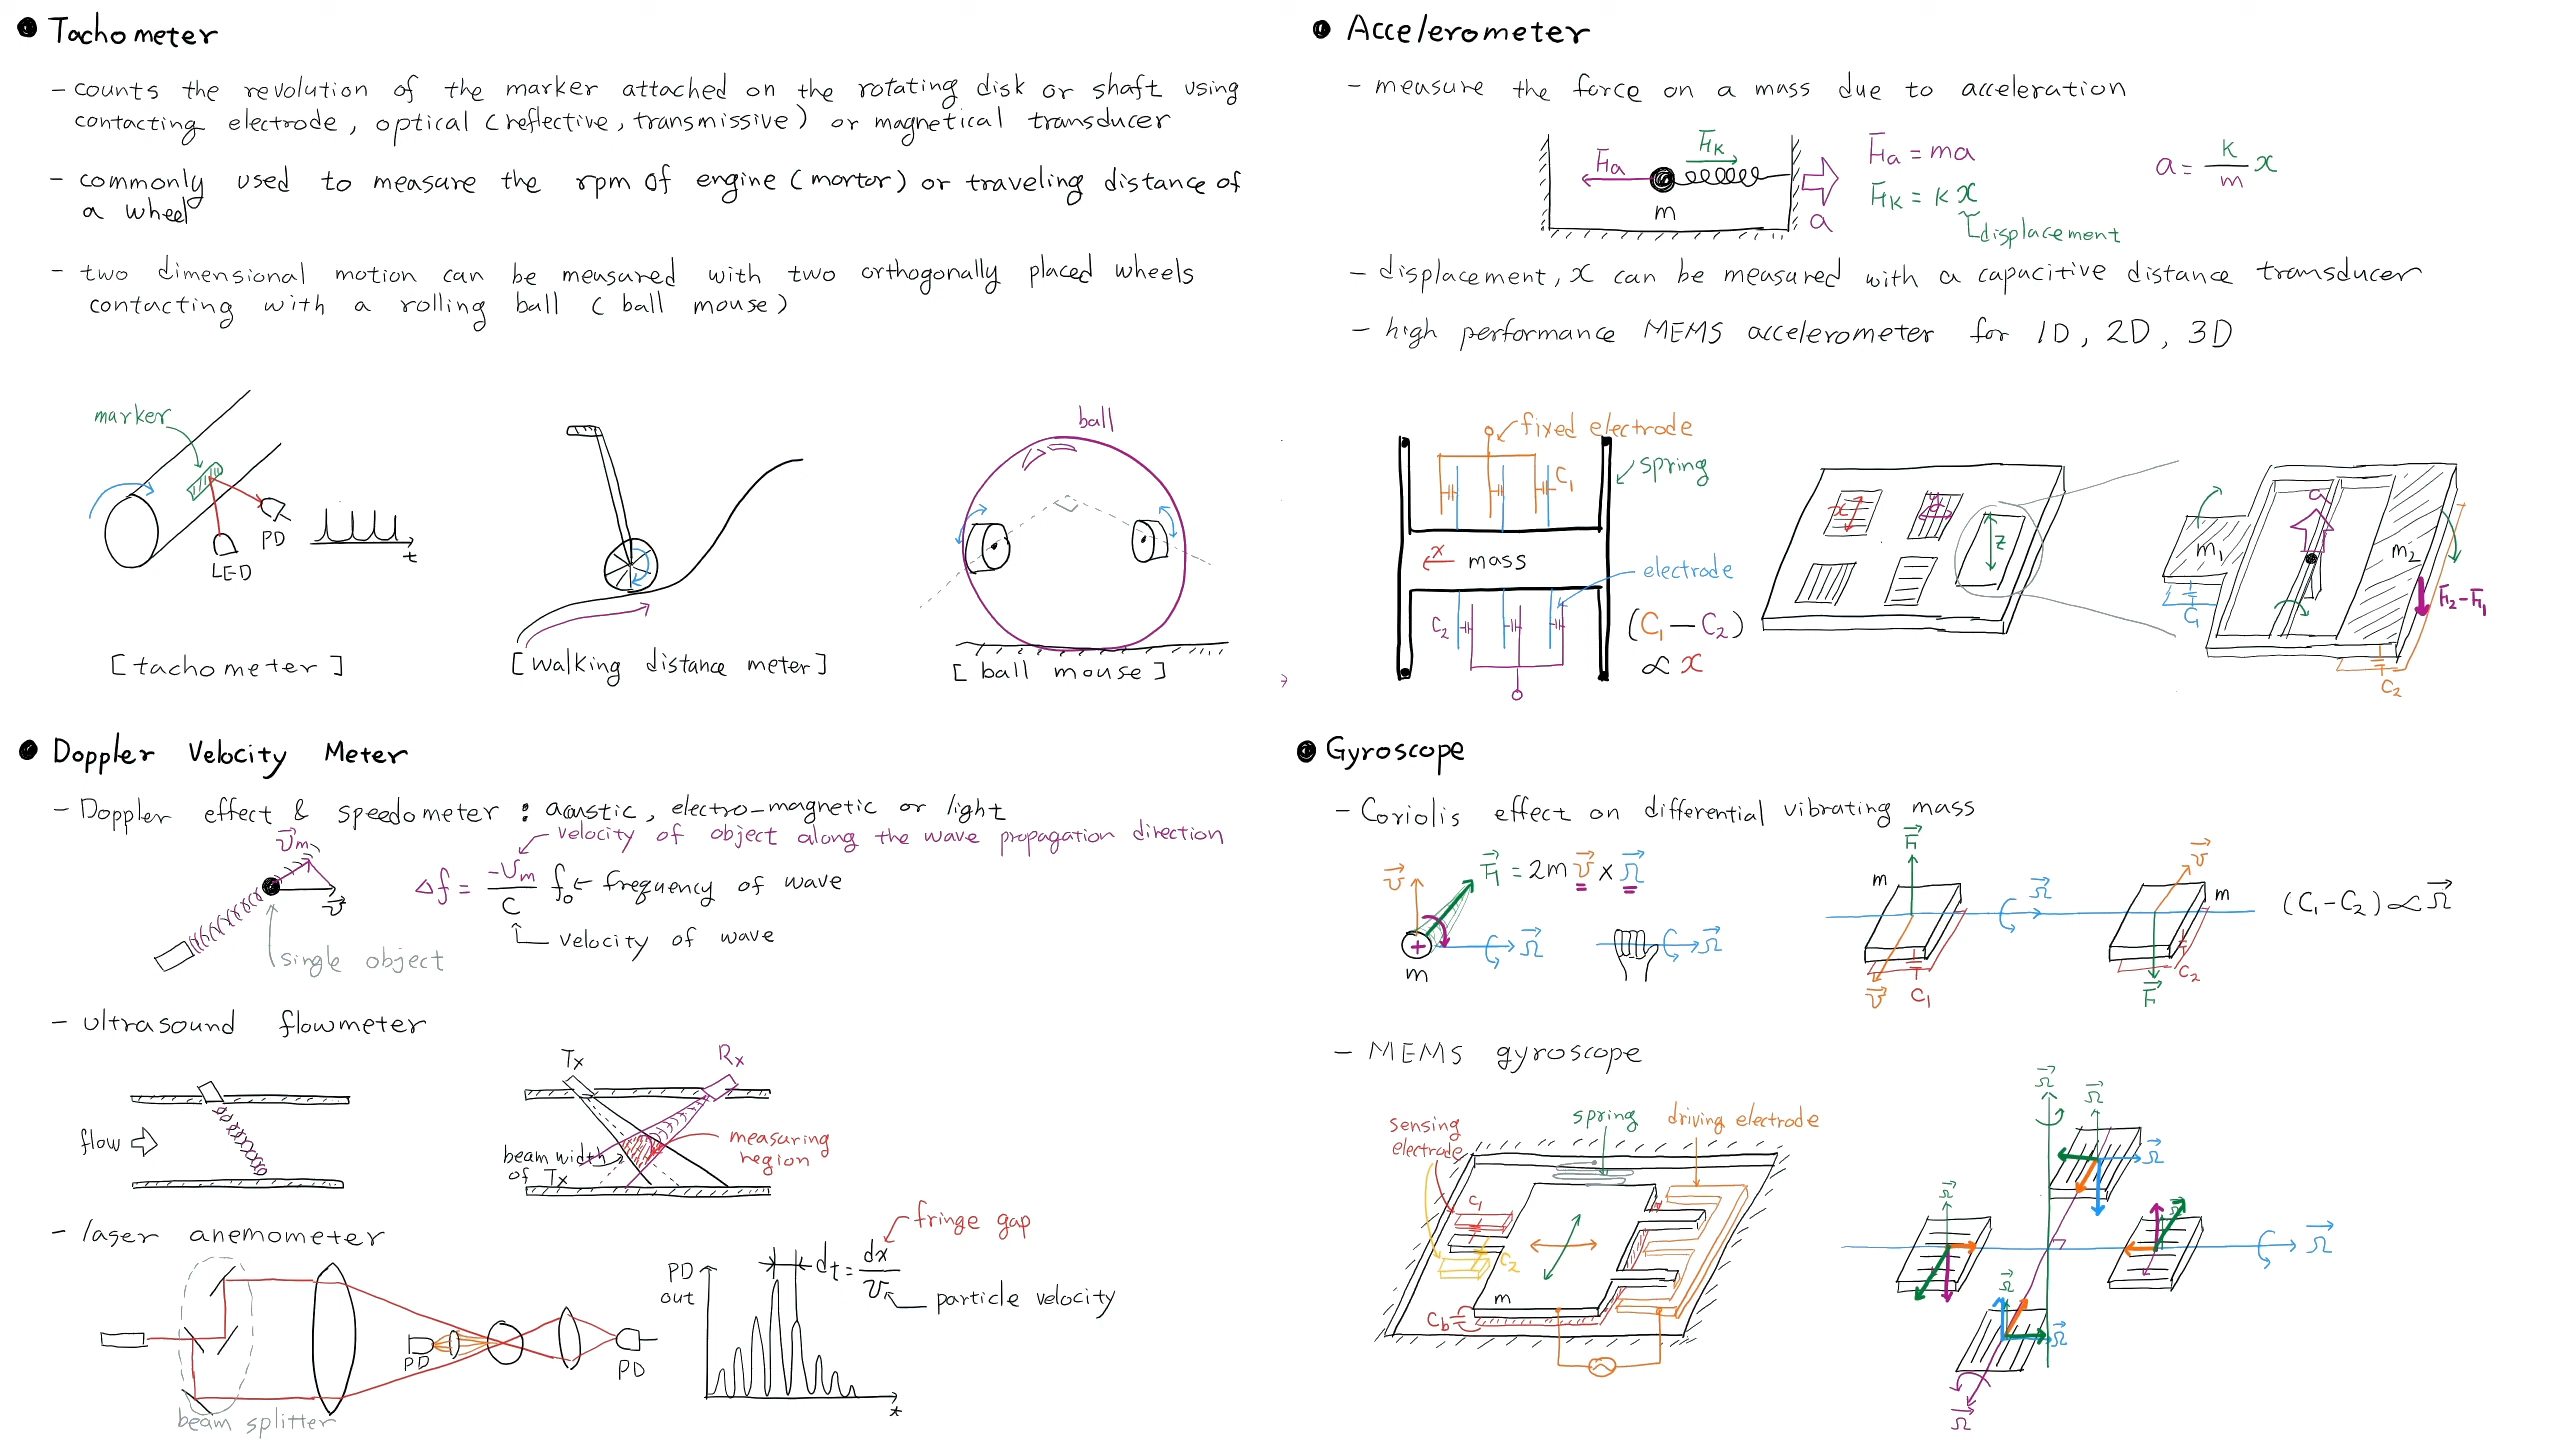 ● Tachometer
- counts the revolution of the marker attached on the rotating disk or shaft using
contacting electrode, optical (reflective, transmissive) or magnetical transducer
- commonly used to measure the rpm of engine (mortor) or traveling distance of
a wheel
- two dimensional motion can be measured with two orthogonally placed wheels
contacting with a rolling ball (ball mouse)
marker
PD
LED
t
[tachometer]
[walking distance meter]
ball
[ball mouse]
● Accelerometer
- measure the force on a mass due to acceleration
Fa
Fk
m
a
Fa = ma
Fk = kx
displacement
a = k/m x
- displacement, x can be measured with a capacitive distance transducer
- high performance MEMS accelerometer for 1D, 2D, 3D
fixed electrode
C1
spring
x
mass
electrode
C2
(C1 - C2)
∝ x
x
z
a
m1
m2
C1
F2-F1
C2
● Doppler Velocity Meter
- Doppler effect & speedometer : acoustic, electro-magnetic or light
velocity of object along the wave propagation direction
Vm
v
Δf = -Vm/C f0 ← frequency of wave
velocity of wave
single object
- ultrasound flowmeter
flow
Tx
Rx
beam width
of Tx
measuring
region
- laser anemometer
fringe gap
PD
out
dt = dx/v
particle velocity
PD
PD
t
beam splitter
● Gyroscope
- Coriolis effect on differential vibrating mass
v
F = 2m v × Ω
Ω
m
Ω
F
m
v
C1
Ω
v
m
C2
F
(C1-C2) ∝ Ω
- MEMS gyroscope
sensing
electrode
spring
driving electrode
C1
C2
m
Cb
Ω
Ω
Ω
Ω
Ω
Ω
Ω
Ω
Ω